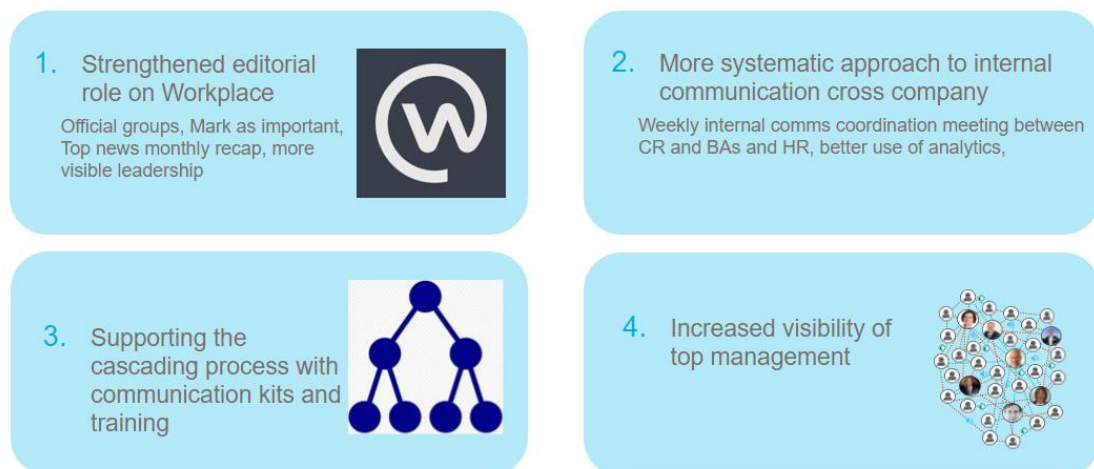 1. Strengthened editorial
role on Workplace
Official groups, Mark as important,
Top news monthly recap, more
visible leadership
2. More systematic approach to internal
communication cross company
Weekly internal comms coordination meeting between
CR and BAs and HR, better use of analytics,
3. Supporting the
cascading process with
communication kits and
training
4. Increased visibility of
top management